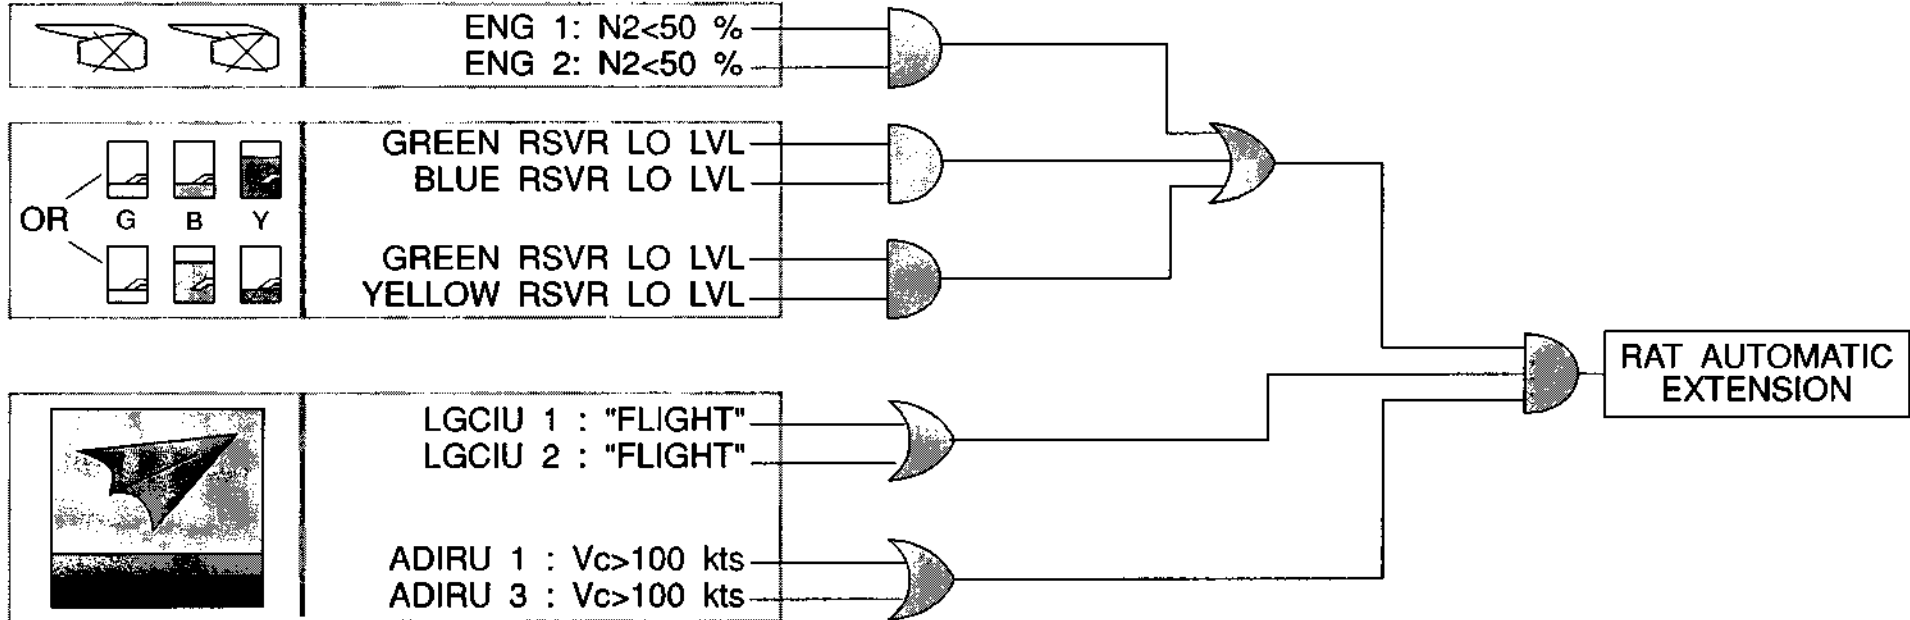 ENG 1: N2<50 %
ENG 2: N2<50 %
GREEN RSVR LO LVL
BLUE RSVR LO LVL
OR G B Y
GREEN RSVR LO LVL
YELLOW RSVR LO LVL
RAT AUTOMATIC
EXTENSION
LGCIU 1 : "FLIGHT"
LGCIU 2 : "FLIGHT"
ADIRU 1 : Vc>100 kts
ADIRU 3 : Vc>100 kts